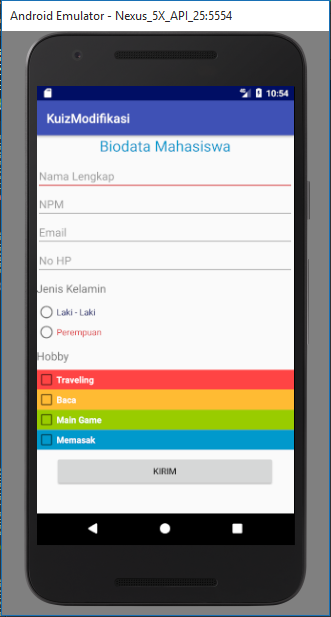 Android Emulator - Nexus_5X_API_25:5554
10:54
KuizModifikasi
Biodata Mahasiswa
Nama Lengkap
NPM
Email
No HP
Jenis Kelamin
Laki - Laki
Perempuan
Hobby
Traveling
Baca
Main Game
Memasak
KIRIM